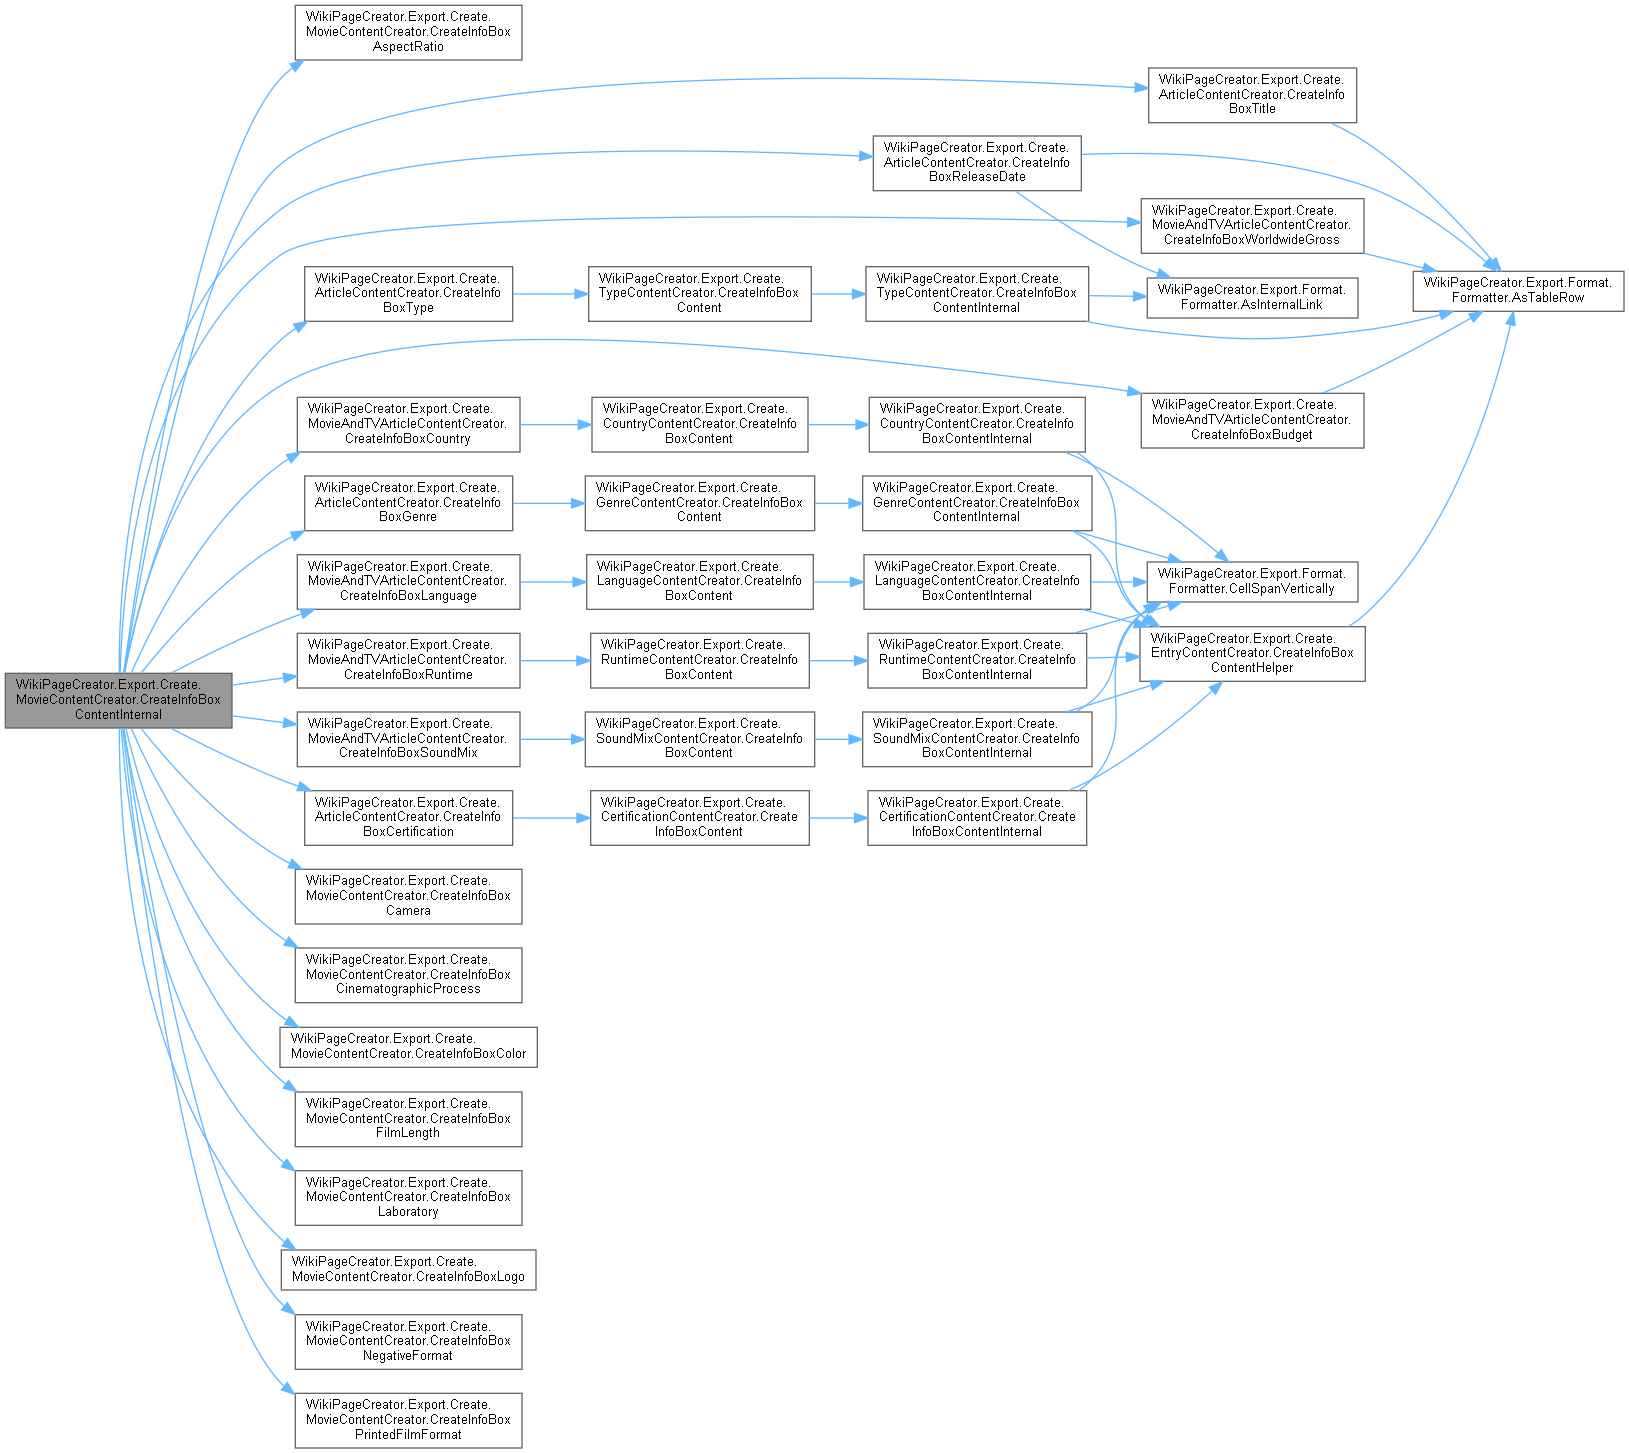 WikiPageCreator.Export.Create.
MovieContentCreator.CreateInfoBox
AspectRatio
WikiPageCreator.Export.Create.
ArticleContentCreator.CreateInfo
BoxTitle
WikiPageCreator.Export.Create.
ArticleContentCreator.CreateInfo
BoxReleaseDate
WikiPageCreator.Export.Create.
MovieAndTVArticleContentCreator.
CreateInfoBoxWorldwideGross
WikiPageCreator.Export.Create.
ArticleContentCreator.CreateInfo
BoxType
WikiPageCreator.Export.Create.
TypeContentCreator.CreateInfoBox
Content
WikiPageCreator.Export.Create.
TypeContentCreator.CreateInfoBox
ContentInternal
WikiPageCreator.Export.Format.
Formatter.AsInternalLink
WikiPageCreator.Export.Format.
Formatter.AsTableRow
WikiPageCreator.Export.Create.
MovieAndTVArticleContentCreator.
CreateInfoBoxBudget
WikiPageCreator.Export.Create.
MovieAndTVArticleContentCreator.
CreateInfoBoxCountry
WikiPageCreator.Export.Create.
CountryContentCreator.CreateInfo
BoxContent
WikiPageCreator.Export.Create.
CountryContentCreator.CreateInfo
BoxContentInternal
WikiPageCreator.Export.Create.
ArticleContentCreator.CreateInfo
BoxGenre
WikiPageCreator.Export.Create.
GenreContentCreator.CreateInfoBox
Content
WikiPageCreator.Export.Create.
GenreContentCreator.CreateInfoBox
ContentInternal
WikiPageCreator.Export.Create.
MovieAndTVArticleContentCreator.
CreateInfoBoxLanguage
WikiPageCreator.Export.Create.
LanguageContentCreator.CreateInfo
BoxContent
WikiPageCreator.Export.Create.
LanguageContentCreator.CreateInfo
BoxContentInternal
WikiPageCreator.Export.Format.
Formatter.CellSpanVertically
WikiPageCreator.Export.Create.
MovieAndTVArticleContentCreator.
CreateInfoBoxRuntime
WikiPageCreator.Export.Create.
RuntimeContentCreator.CreateInfo
BoxContent
WikiPageCreator.Export.Create.
RuntimeContentCreator.CreateInfo
BoxContentInternal
WikiPageCreator.Export.Create.
EntryContentCreator.CreateInfoBox
ContentHelper
WikiPageCreator.Export.Create.
MovieContentCreator.CreateInfoBox
ContentInternal
WikiPageCreator.Export.Create.
MovieAndTVArticleContentCreator.
CreateInfoBoxSoundMix
WikiPageCreator.Export.Create.
SoundMixContentCreator.CreateInfo
BoxContent
WikiPageCreator.Export.Create.
SoundMixContentCreator.CreateInfo
BoxContentInternal
WikiPageCreator.Export.Create.
ArticleContentCreator.CreateInfo
BoxCertification
WikiPageCreator.Export.Create.
CertificationContentCreator.Create
InfoBoxContent
WikiPageCreator.Export.Create.
CertificationContentCreator.Create
InfoBoxContentInternal
WikiPageCreator.Export.Create.
MovieContentCreator.CreateInfoBox
Camera
WikiPageCreator.Export.Create.
MovieContentCreator.CreateInfoBox
CinematographicProcess
WikiPageCreator.Export.Create.
MovieContentCreator.CreateInfoBoxColor
WikiPageCreator.Export.Create.
MovieContentCreator.CreateInfoBox
FilmLength
WikiPageCreator.Export.Create.
MovieContentCreator.CreateInfoBox
Laboratory
WikiPageCreator.Export.Create.
MovieContentCreator.CreateInfoBoxLogo
WikiPageCreator.Export.Create.
MovieContentCreator.CreateInfoBox
NegativeFormat
WikiPageCreator.Export.Create.
MovieContentCreator.CreateInfoBox
PrintedFilmFormat